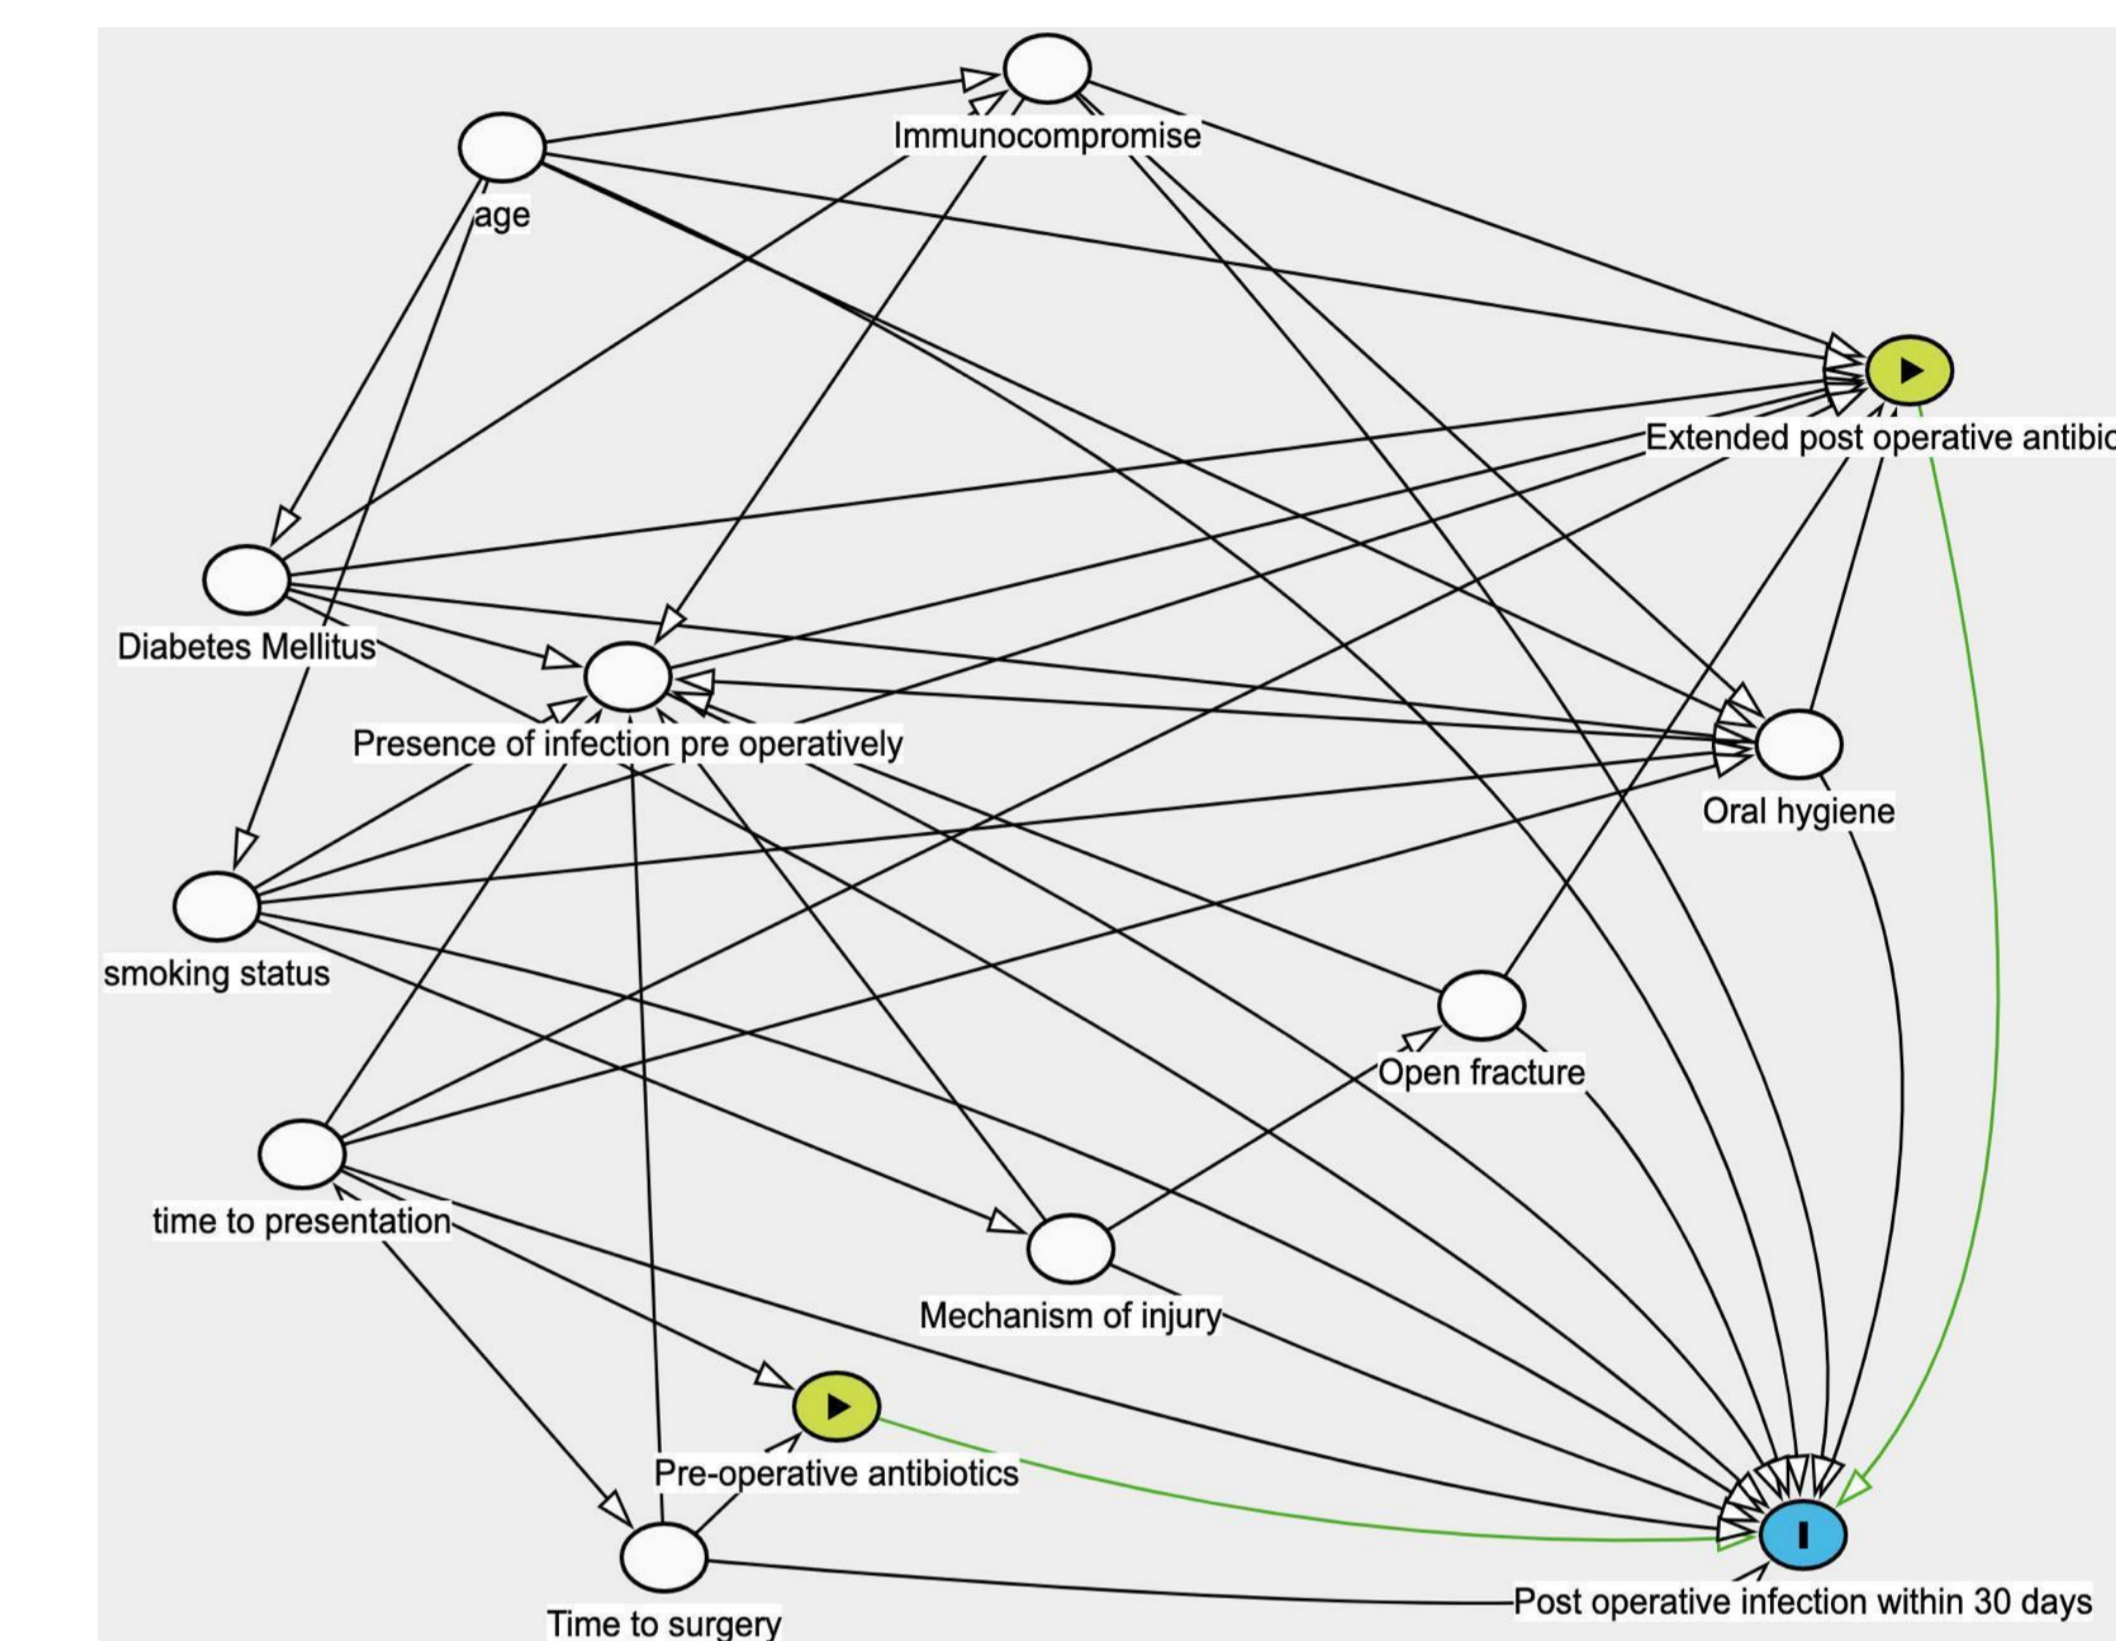 Immunocompromise
age
Extended post operative
Diabetes Mellitus
Presence of infection pre operatively
Oral hygiene
smoking status
Open fracture
time to presentation
Mechanism of injury
Pre-operative antibiotics
Post operative infection within 30 days
Time to surgery